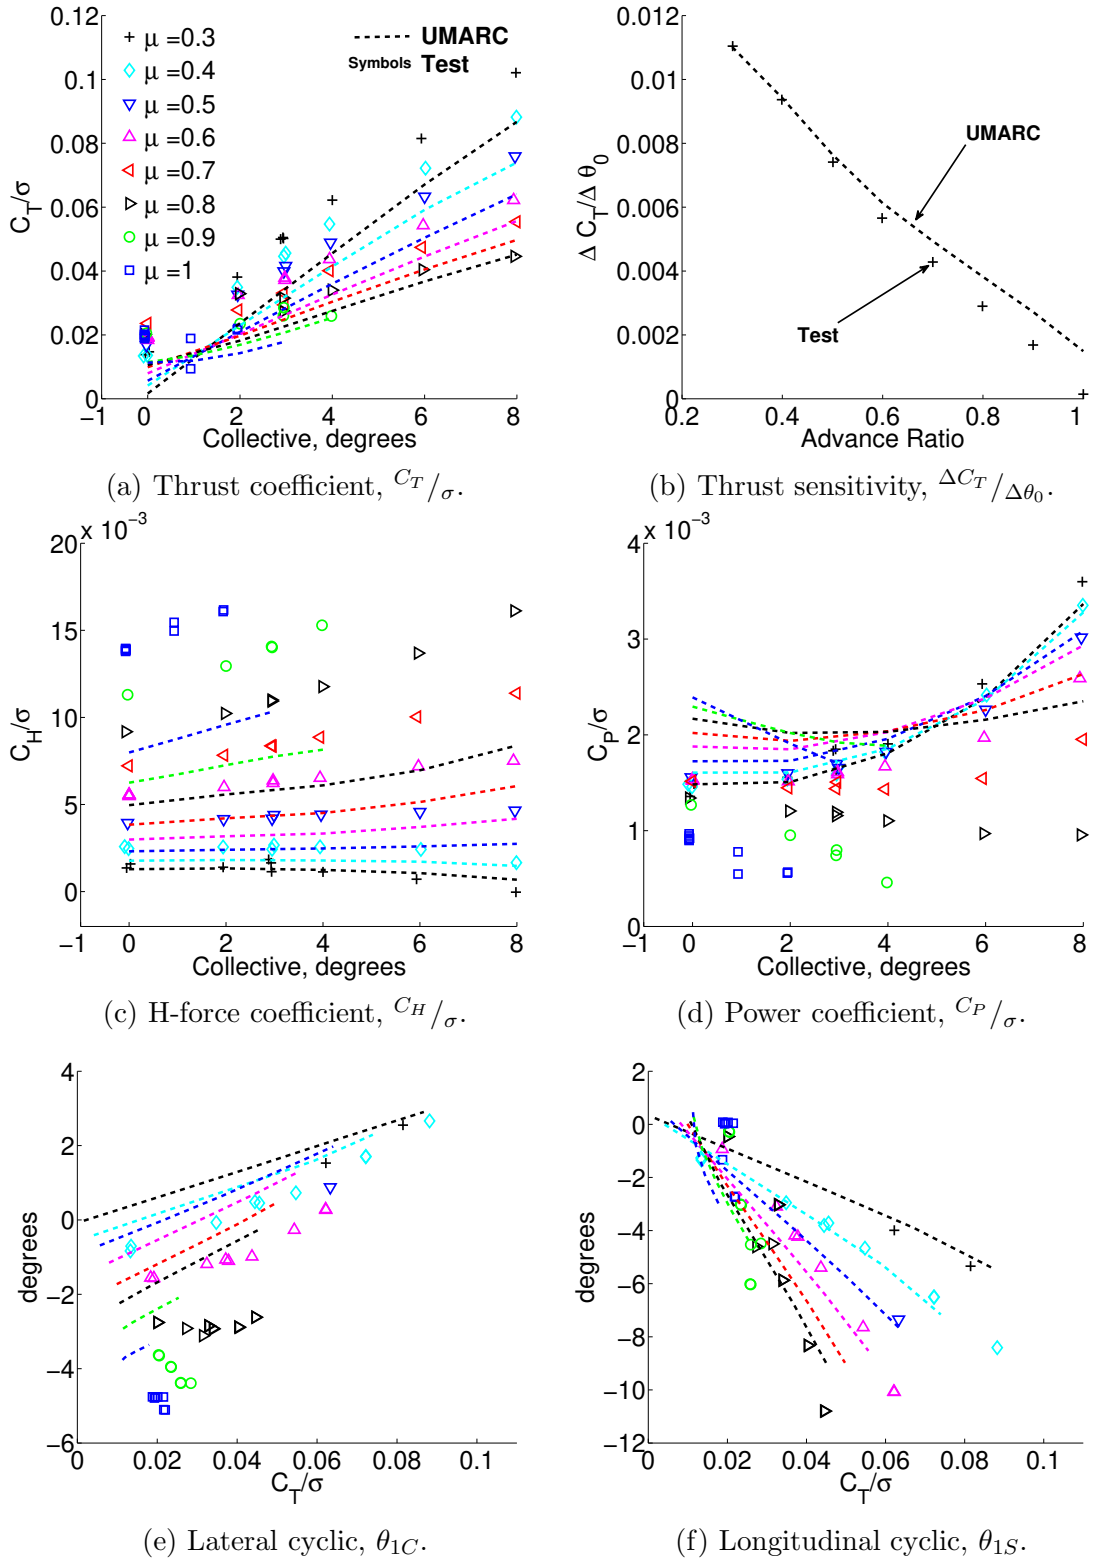 0.12
0.1
0.08
0.06
0.04
0.02
0
C_T/σ
μ =0.3
μ =0.4
μ =0.5
μ =0.6
μ =0.7
μ =0.8
μ =0.9
μ =1
UMARC
Symbols Test
−1 0 2 4 6 8
Collective, degrees
(a) Thrust coefficient, C_T/σ.
0.012
0.01
0.008
0.006
0.004
0.002
0
Δ C_T/Δ θ_0
UMARC
Test
0.2 0.4 0.6 0.8 1
Advance Ratio
(b) Thrust sensitivity, ΔC_T/Δθ_0.
x 10^−3
20
15
10
5
0
C_H/σ
−1 0 2 4 6 8
Collective, degrees
(c) H-force coefficient, C_H/σ.
x 10^−3
4
3
2
1
0
C_P/σ
−1 0 2 4 6 8
Collective, degrees
(d) Power coefficient, C_P/σ.
4
2
0
−2
−4
−6
degrees
0 0.02 0.04 0.06 0.08 0.1
C_T/σ
(e) Lateral cyclic, θ_1C.
2
0
−2
−4
−6
−8
−10
−12
degrees
0 0.02 0.04 0.06 0.08 0.1
C_T/σ
(f) Longitudinal cyclic, θ_1S.